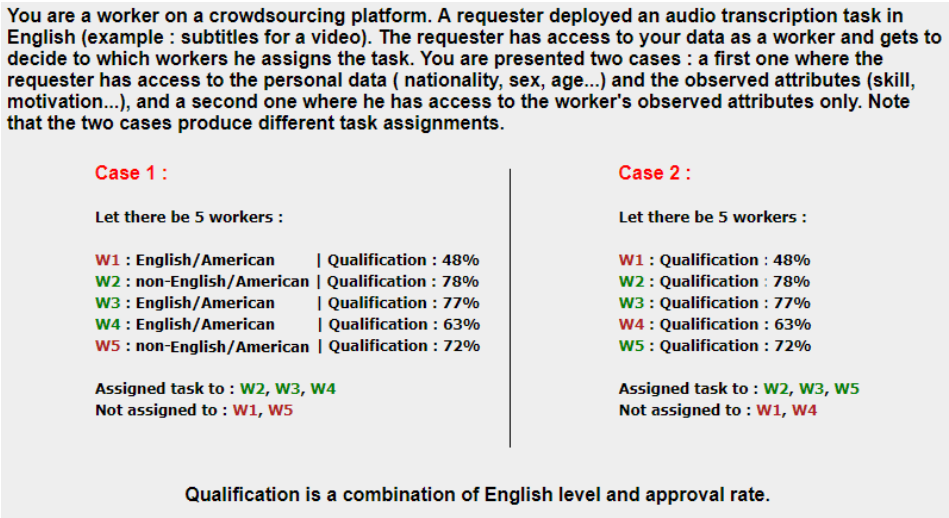 You are a worker on a crowdsourcing platform. A requester deployed an audio transcription task in
English (example : subtitles for a video). The requester has access to your data as a worker and gets to
decide to which workers he assigns the task. You are presented two cases : a first one where the
requester has access to the personal data ( nationality, sex, age...) and the observed attributes (skill,
motivation...), and a second one where he has access to the worker's observed attributes only. Note
that the two cases produce different task assignments.
Case 1 :
Let there be 5 workers :
W1 : English/American | Qualification : 48%
W2 : non-English/American | Qualification : 78%
W3 : English/American | Qualification : 77%
W4 : English/American | Qualification : 63%
W5 : non-English/American | Qualification : 72%
Assigned task to : W2, W3, W4
Not assigned to : W1, W5
Case 2 :
Let there be 5 workers :
W1 : Qualification : 48%
W2 : Qualification : 78%
W3 : Qualification : 77%
W4 : Qualification : 63%
W5 : Qualification : 72%
Assigned task to : W2, W3, W5
Not assigned to : W1, W4
Qualification is a combination of English level and approval rate.